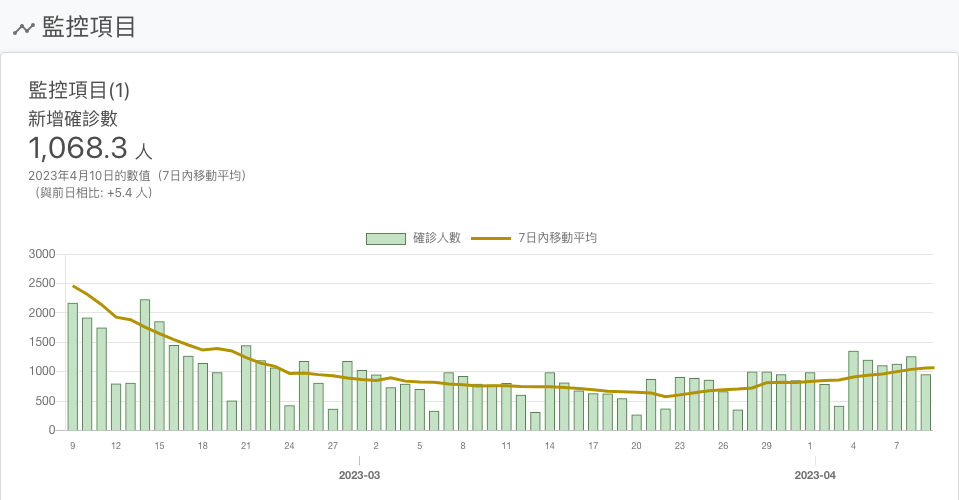 監控項目
監控項目(1)
新增確診數
1,068.3 人
2023年4月10日的數值（7日內移動平均）
（與前日相比: +5.4 人）
確診人數 7日內移動平均
3000
2500
2000
1500
1000
500
0
9 12 15 18 21 24 27 2 5 8 11 14 17 20 23 26 29 1 4 7
2023-03 2023-04